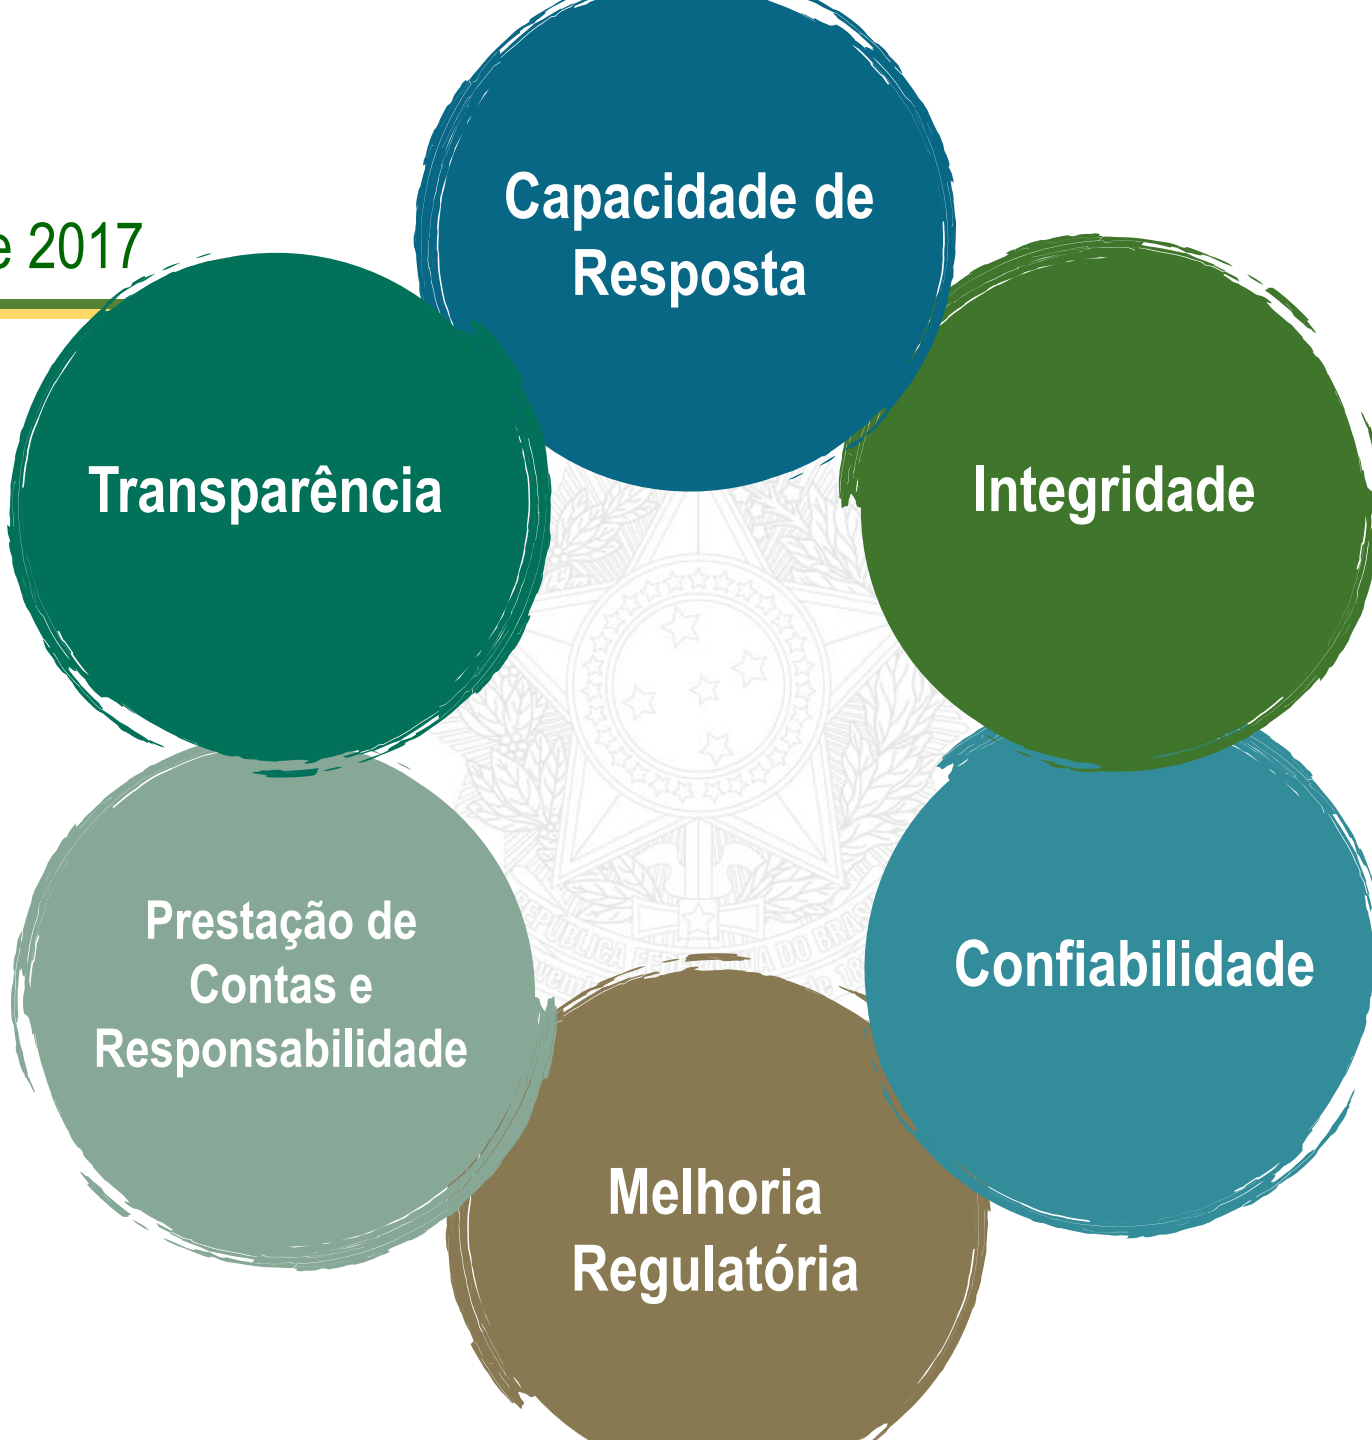 Capacidade de
Resposta
e 2017
Transparência
Integridade
Prestação de
Contas e
Responsabilidade
Confiabilidade
Melhoria
Regulatória